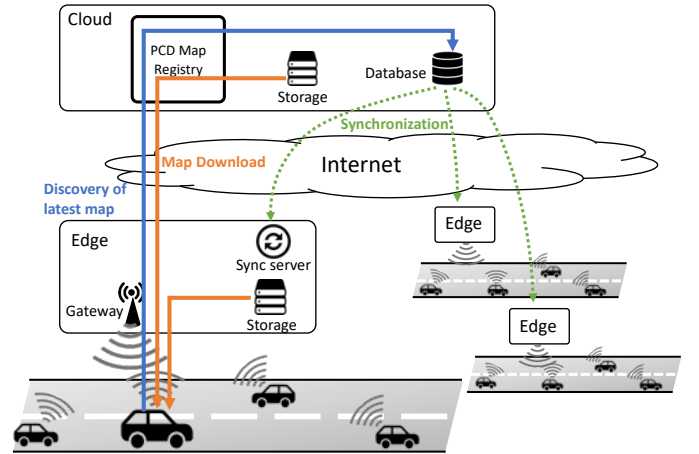 Cloud
PCD Map
Registry
Storage
Database
Synchronization
Map Download
Internet
Discovery of
latest map
Edge
Sync server
Gateway
Storage
Edge
Edge